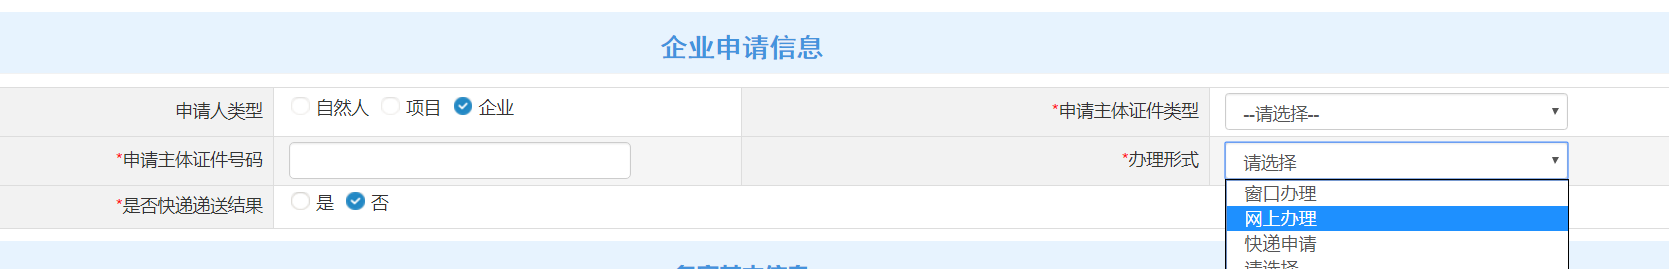 企业申请信息
申请人类型 自然人 项目 企业 *申请主体证件类型 --请选择--
*申请主体证件号码 *办理形式 请选择
*是否快递递送结果 是 否
窗口办理
网上办理
快递申请
请选择